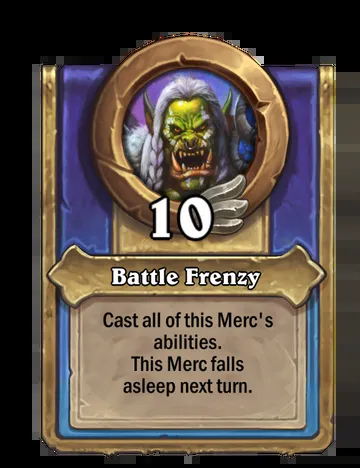 10
Battle Frenzy
Cast all of this Merc's
abilities.
This Merc falls
asleep next turn.